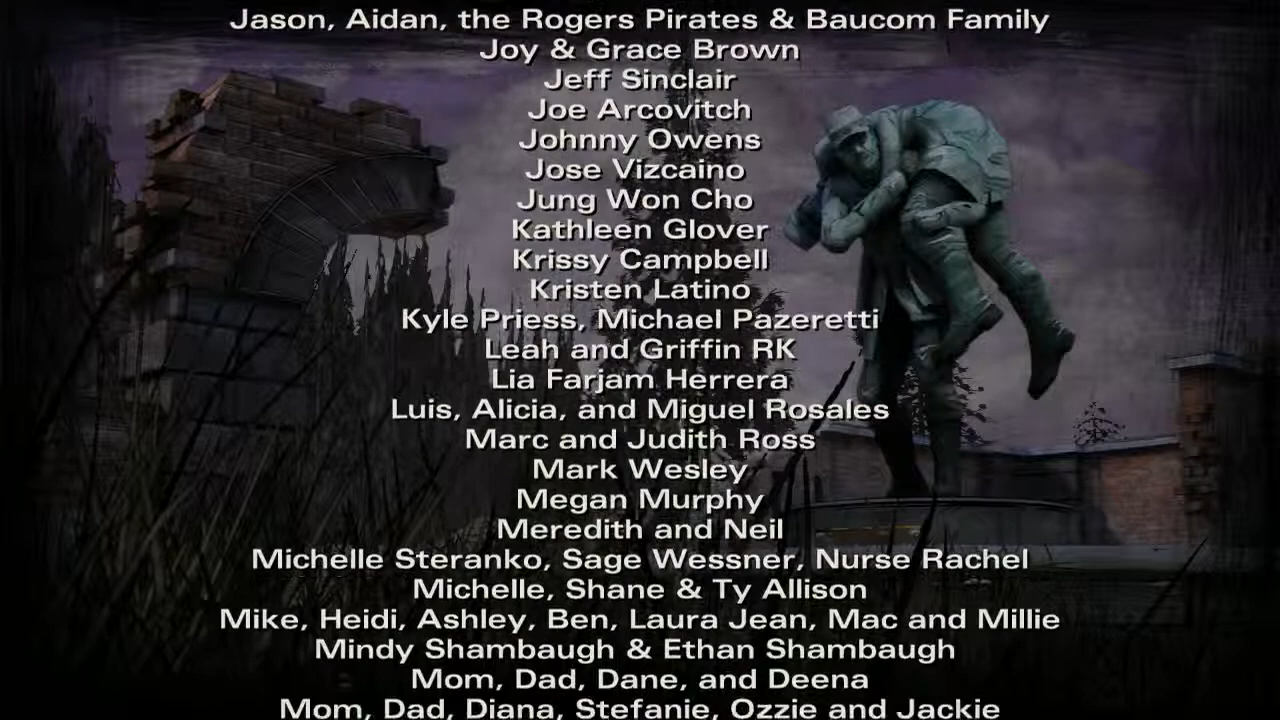 Jason, Aidan, the Rogers Pirates & Baucom Family
Joy & Grace Brown
Jeff Sinclair
Joe Arcovitch
Johnny Owens
Jose Vizcaino
Jung Won Cho
Kathleen Glover
Krissy Campbell
Kristen Latino
Kyle Priess, Michael Pazeretti
Leah and Griffin RK
Lia Farjam Herrera
Luis, Alicia, and Miguel Rosales
Marc and Judith Ross
Mark Wesley
Megan Murphy
Meredith and Neil
Michelle Steranko, Sage Wessner, Nurse Rachel
Michelle, Shane & Ty Allison
Mike, Heidi, Ashley, Ben, Laura Jean, Mac and Millie
Mindy Shambaugh & Ethan Shambaugh
Mom, Dad, Dane, and Deena
Mom, Dad, Diana, Stefanie, Ozzie and Jackie